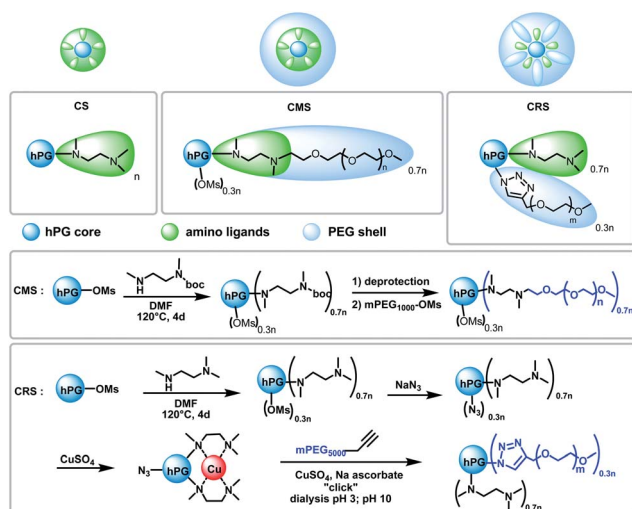 CS
CMS
CRS
hPG N N n
hPG N N O (O)n O 0.7n
(OMs)0.3n
hPG N N 0.7n
N N N (O)m O 0.3n
hPG core amino ligands PEG shell
CMS : hPG OMs
N H N boc
DMF
120°C, 4d
hPG (N N boc)0.7n
(OMs)0.3n
1) deprotection
2) mPEG1000-OMs
hPG (N N O (O)n O)0.7n
(OMs)0.3n
CRS : hPG OMs
N H N
DMF
120°C, 4d
hPG (N N)0.7n
(OMs)0.3n
NaN3
hPG (N N)0.7n
(N3)0.3n
CuSO4
N3 hPG N N Cu N N
mPEG5000
CuSO4, Na ascorbate
"click"
dialysis pH 3; pH 10
hPG (N N N (O)m O)0.3n
(N N)0.7n